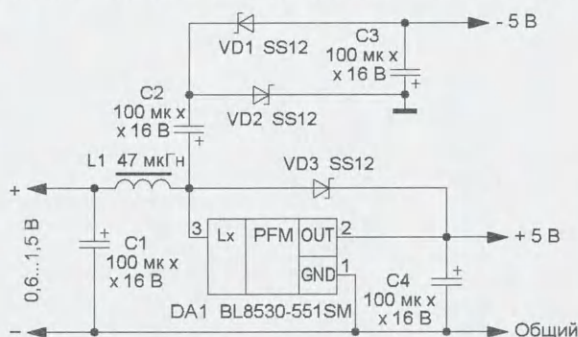 - 5 В
VD1 SS12
C3
100 мк x
x 16 В
+
C2
100 мк x
x 16 В
+
VD2 SS12
L1 47 мкГн
VD3 SS12
+
0,6...1,5 В
+
C1
100 мк x
x 16 В
3
Lx
PFM
OUT
2
GND
1
+ 5 В
+
C4
100 мк x
x 16 В
DA1 BL8530-551SM
−
Общий